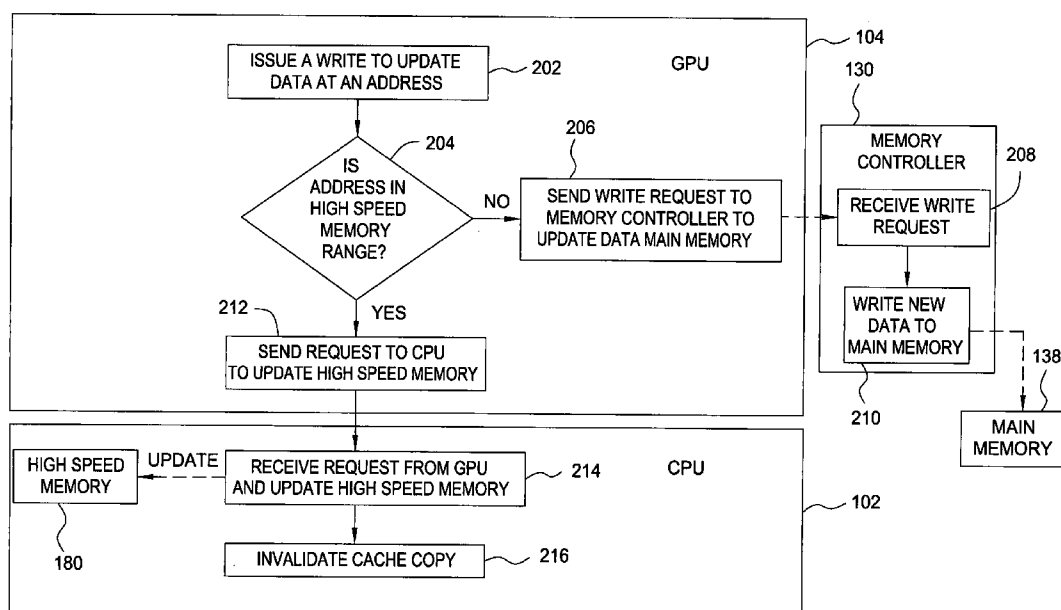 ISSUE A WRITE TO UPDATE
DATA AT AN ADDRESS
202
GPU
104
IS
ADDRESS IN
HIGH SPEED
MEMORY
RANGE?
204
NO
206
SEND WRITE REQUEST TO
MEMORY CONTROLLER TO
UPDATE DATA MAIN MEMORY
130
MEMORY
CONTROLLER
208
RECEIVE WRITE
REQUEST
WRITE NEW
DATA TO
MAIN MEMORY
210
138
MAIN
MEMORY
YES
212
SEND REQUEST TO CPU
TO UPDATE HIGH SPEED MEMORY
HIGH SPEED
MEMORY
180
UPDATE
RECEIVE REQUEST FROM GPU
AND UPDATE HIGH SPEED MEMORY
214
CPU
102
INVALIDATE CACHE COPY
216